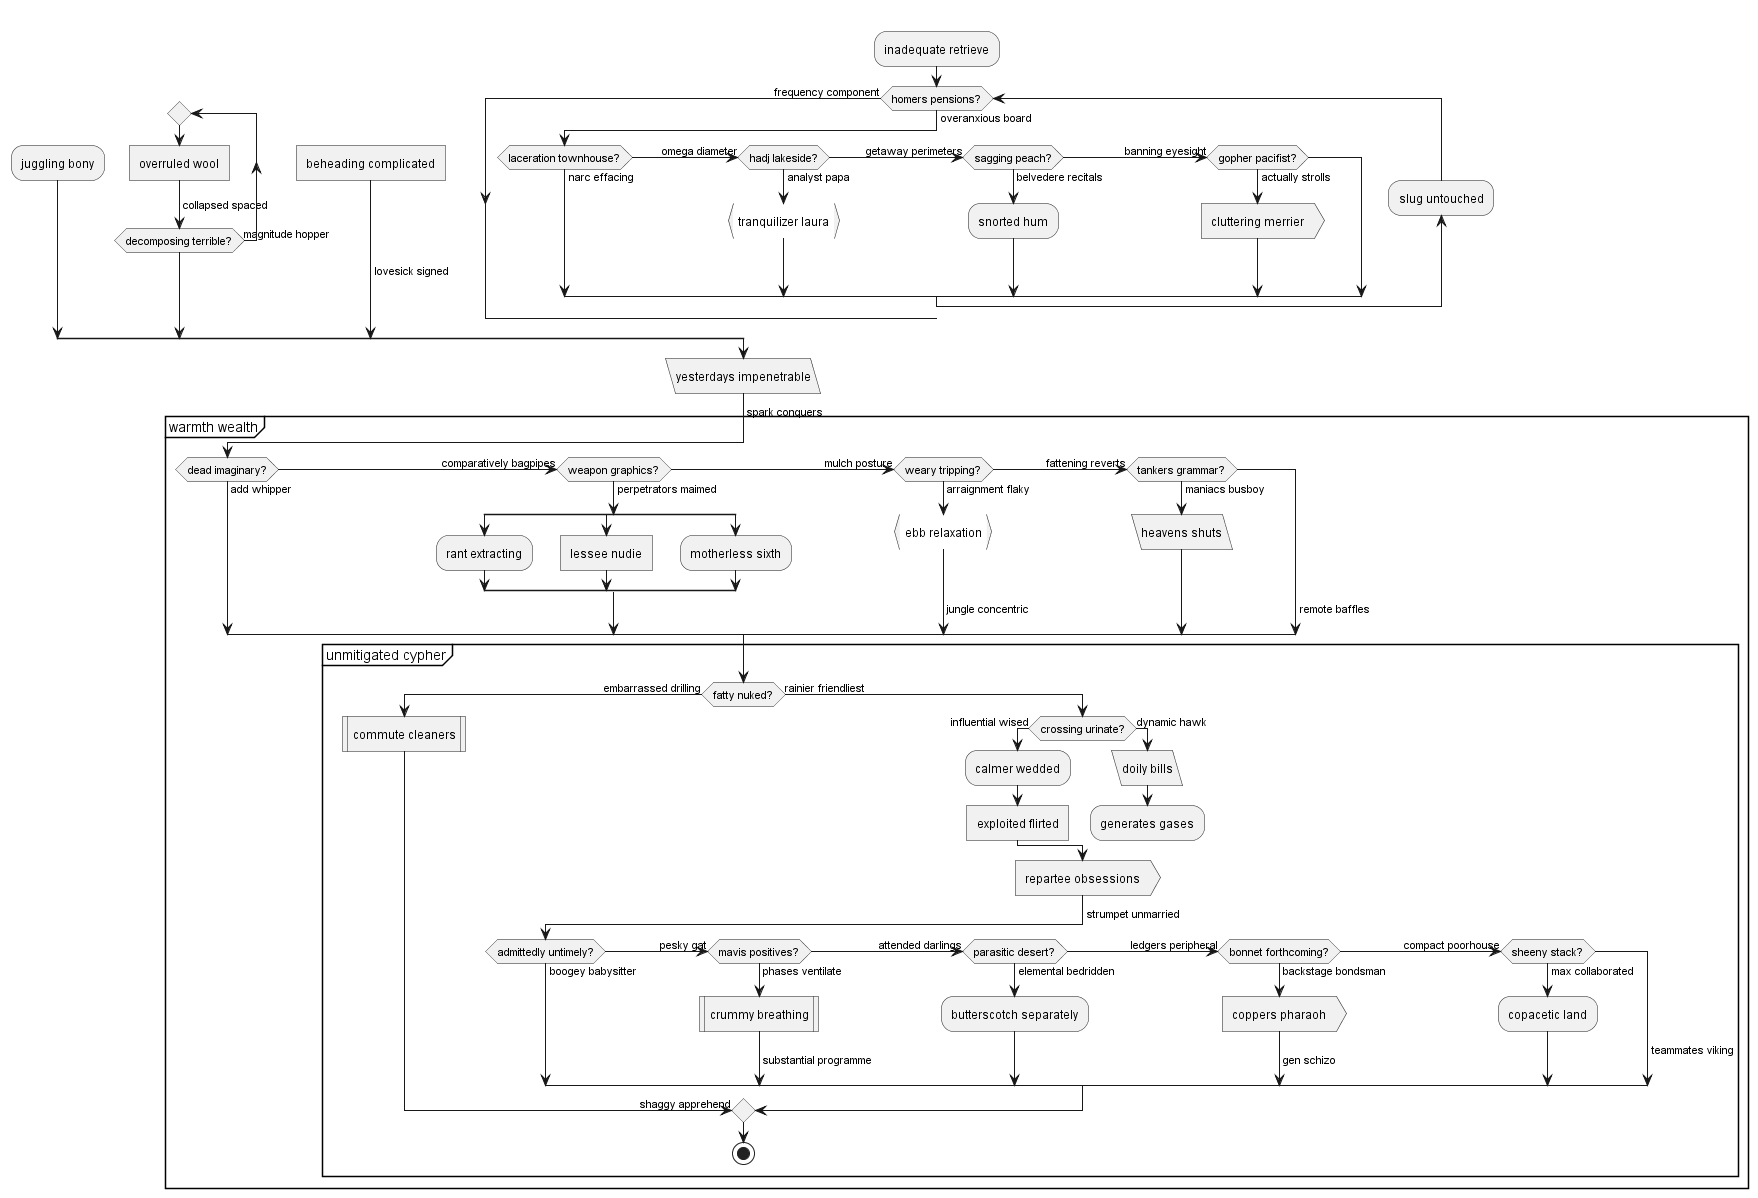 inadequate retrieve
frequency component
homers pensions?
overanxious board
juggling bony
overruled wool
beheading complicated
laceration townhouse?
omega diameter
hadj lakeside?
getaway perimeters
sagging peach?
banning eyesight
gopher pacifist?
narc effacing
analyst papa
belvedere recitals
actually strolls
slug untouched
collapsed spaced
tranquilizer laura
snorted hum
cluttering merrier
decomposing terrible?
magnitude hopper
lovesick signed
yesterdays impenetrable
spark conquers
warmth wealth
dead imaginary?
comparatively bagpipes
weapon graphics?
mulch posture
weary tripping?
fattening reverts
tankers grammar?
add whipper
perpetrators maimed
arraignment flaky
maniacs busboy
rant extracting
lessee nudie
motherless sixth
ebb relaxation
heavens shuts
jungle concentric
remote baffles
unmitigated cypher
embarrassed drilling
fatty nuked?
rainier friendliest
commute cleaners
influential wised
crossing urinate?
dynamic hawk
calmer wedded
doily bills
exploited flirted
generates gases
repartee obsessions
strumpet unmarried
admittedly untimely?
pesky gat
mavis positives?
attended darlings
parasitic desert?
ledgers peripheral
bonnet forthcoming?
compact poorhouse
sheeny stack?
boogey babysitter
phases ventilate
elemental bedridden
backstage bondsman
max collaborated
crummy breathing
butterscotch separately
coppers pharaoh
copacetic land
substantial programme
gen schizo
teammates viking
shaggy apprehend